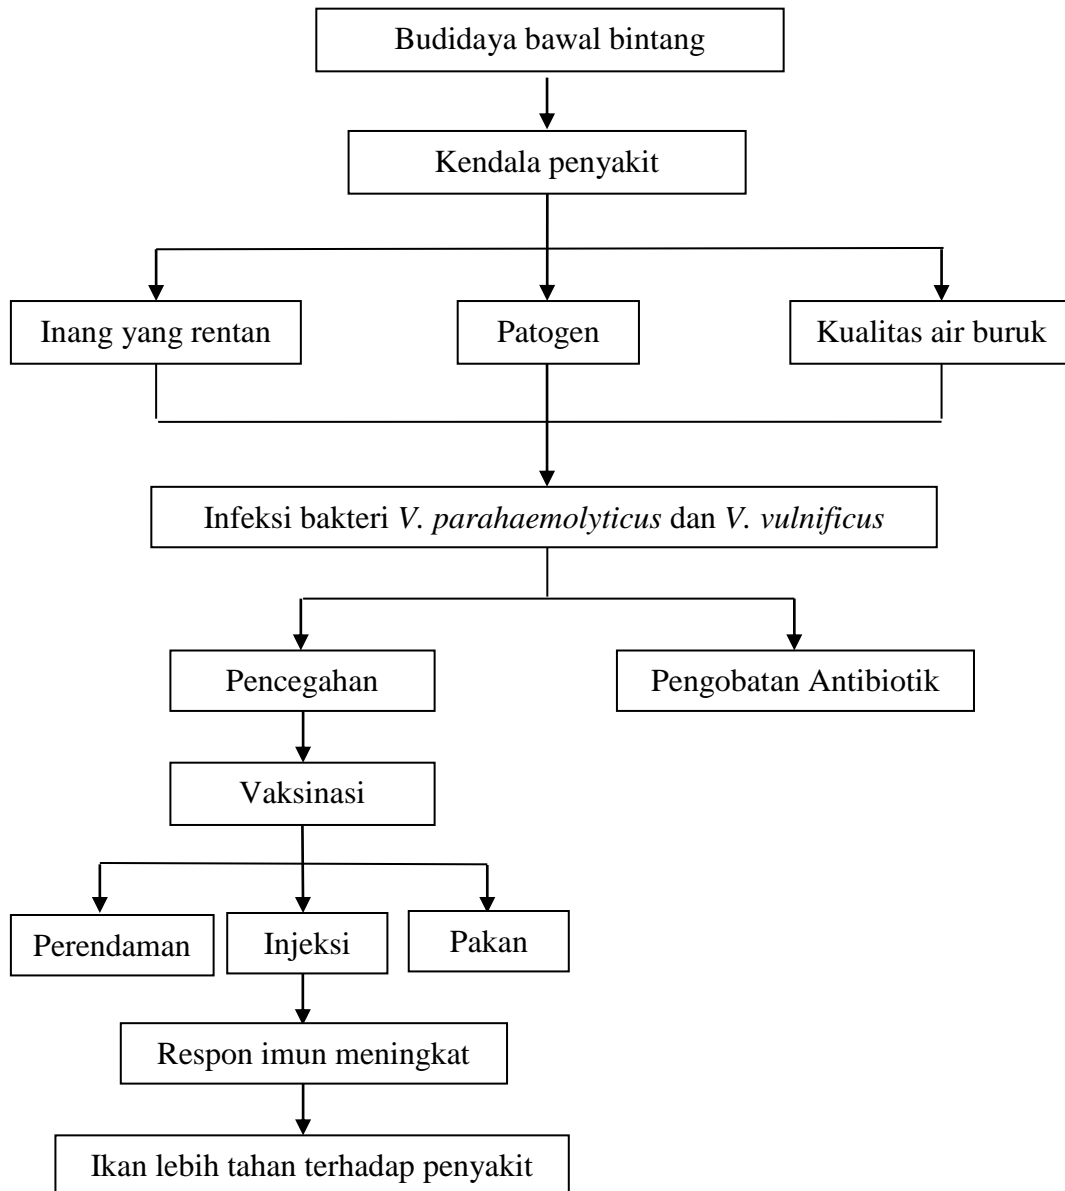 Budidaya bawal bintang
Kendala penyakit
Inang yang rentan
Patogen
Kualitas air buruk
Infeksi bakteri V. parahaemolyticus dan V. vulnificus
Pencegahan
Pengobatan Antibiotik
Vaksinasi
Perendaman
Injeksi
Pakan
Respon imun meningkat
Ikan lebih tahan terhadap penyakit